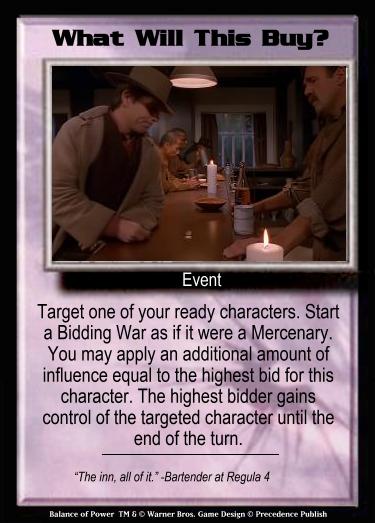 What Will This Buy?
Event
Target one of your ready characters. Start
a Bidding War as if it were a Mercenary.
You may apply an additional amount of
influence equal to the highest bid for this
character. The highest bidder gains
control of the targeted character until the
end of the turn.
"The inn, all of it." -Bartender at Regula 4
Balance of Power TM & © Warner Bros. Game Design © Precedence Publish